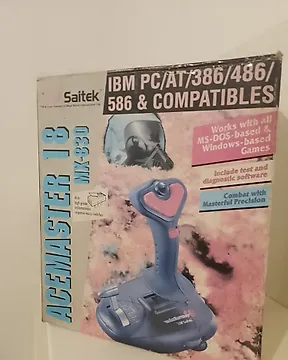 Saitek
IBM PC/AT/386/486/
586 & COMPATIBLES
Works with all
MS-DOS-based &
Windows-based
Games
Include test and
diagnostic software
Combat with
Masterful Precision
ACEMASTER 18
MX-830